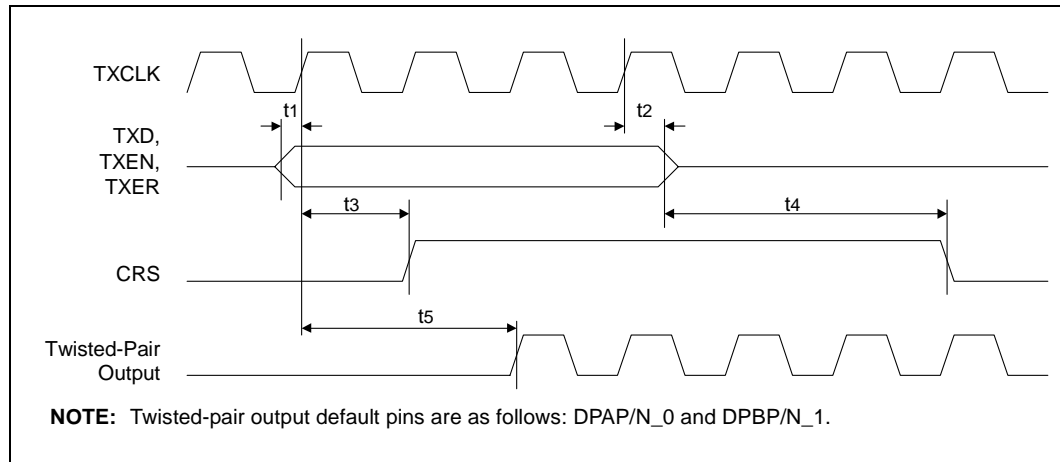 TXCLK
t1
t2
TXD,
TXEN,
TXER
t3
t4
CRS
t5
Twisted-Pair
Output
NOTE: Twisted-pair output default pins are as follows: DPAP/N_0 and DPBP/N_1.